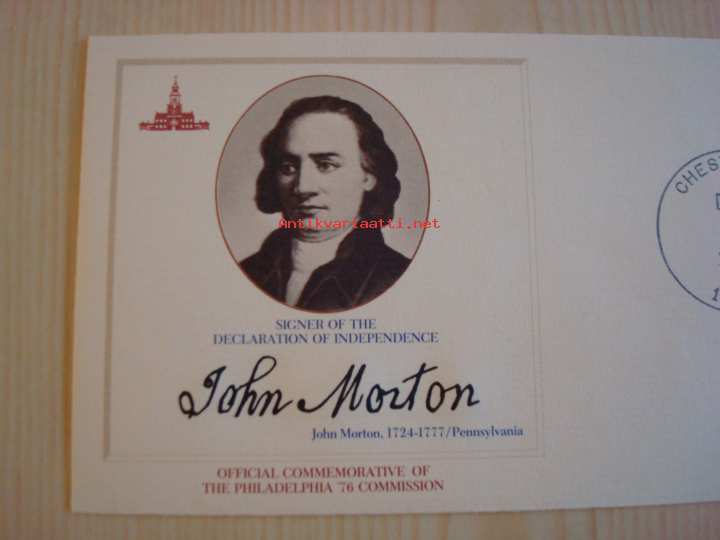 Antikvariaatti.net
SIGNER OF THE
DECLARATION OF INDEPENDENCE
John Morton
John Morton, 1724-1777/Pennsylvania
OFFICIAL COMMEMORATIVE OF
THE PHILADELPHIA '76 COMMISSION
CHEST